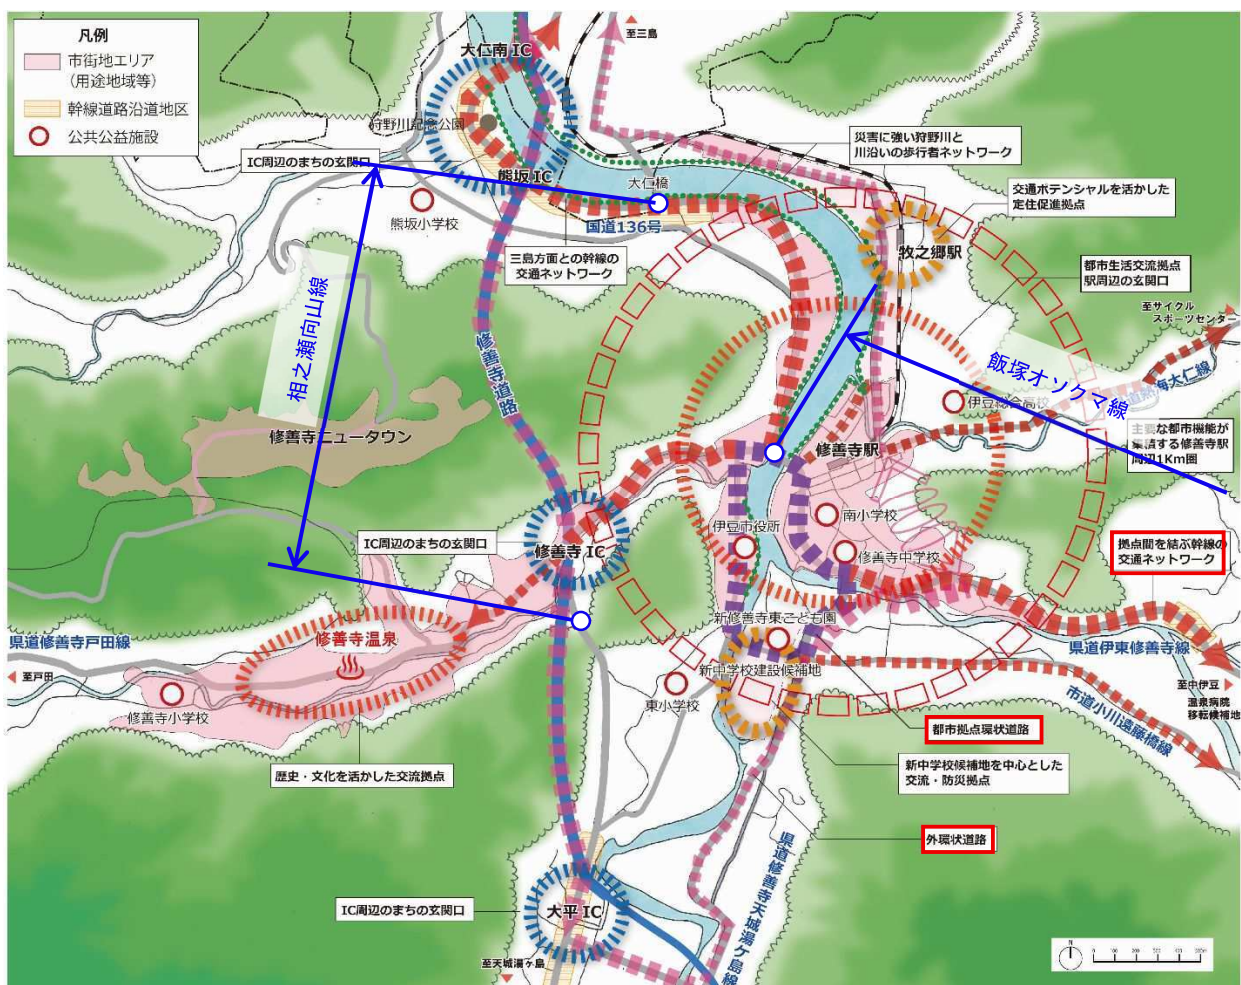 凡例
市街地エリア
（用途地域等）
幹線道路沿道地区
公共公益施設
大仁南IC
至三島
狩野川記念公園
IC周辺のまちの玄関口
熊坂IC
大仁橋
災害に強い狩野川と
川沿いの歩行者ネットワーク
交通ポテンシャルを活かした
定住促進拠点
熊坂小学校
国道136号
牧之郷駅
三島方面との幹線の
交通ネットワーク
都市生活交流拠点
駅周辺の玄関口
至サイクル
スポーツセンター
相之瀬向山線
修善寺道路
飯塚オソクマ線
伊豆総合高校
海大仁線
修善寺ニュータウン
修善寺駅
主要な都市機能が
集積する修善寺駅
周辺1Km圏
南小学校
伊豆市役所
IC周辺のまちの玄関口
修善寺IC
修善寺中学校
拠点間を結ぶ幹線の
交通ネットワーク
新修善寺東こども園
修善寺温泉
県道修善寺戸田線
県道伊東修善寺線
至戸田
新中学校建設候補地
東小学校
至中伊豆
温泉病院
移転候補地
修善寺小学校
市道小川遠藤橋線
都市拠点環状道路
歴史・文化を活かした交流拠点
新中学校候補地を中心とした
交流・防災拠点
外環状道路
県道修善寺天城湯ケ島線
IC周辺のまちの玄関口
大平IC
至天城湯ヶ島
N